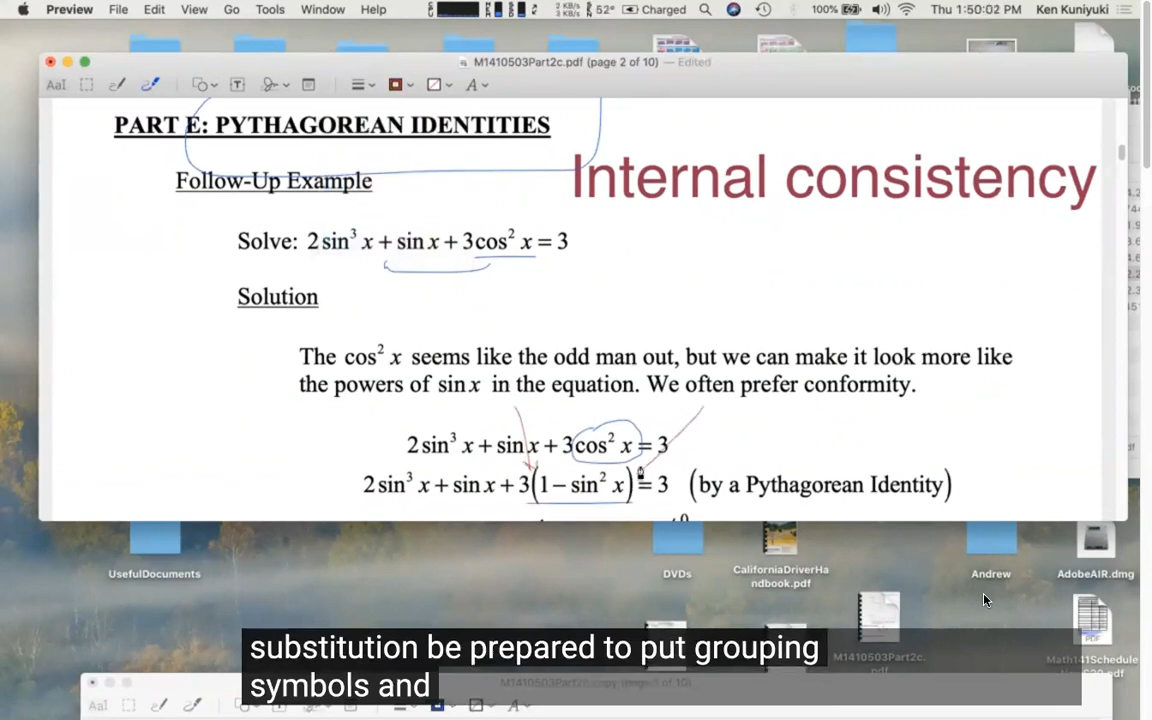 Preview File Edit View Go Tools Window Help 100% Charged 52° Thu 1:50:02 PM Ken Kuniyuki
M1410503Part2c.pdf (page 2 of 10) — Edited
PART E: PYTHAGOREAN IDENTITIES
Internal consistency
Follow-Up Example
Solve: 2 sin³ x + sin x + 3cos² x = 3
Solution
The cos² x seems like the odd man out, but we can make it look more like
the powers of sin x in the equation. We often prefer conformity.
2 sin³ x + sin x + 3cos² x = 3
2 sin³ x + sin x + 3(1 − sin² x) = 3 (by a Pythagorean Identity)
UsefulDocuments
DVDs
CaliforniaDriverHa
ndbook.pdf
Andrew
AdobeAIR.dmg
substitution be prepared to put grouping
symbols and
M1410503Part2c.
pdf
Math141Schedule